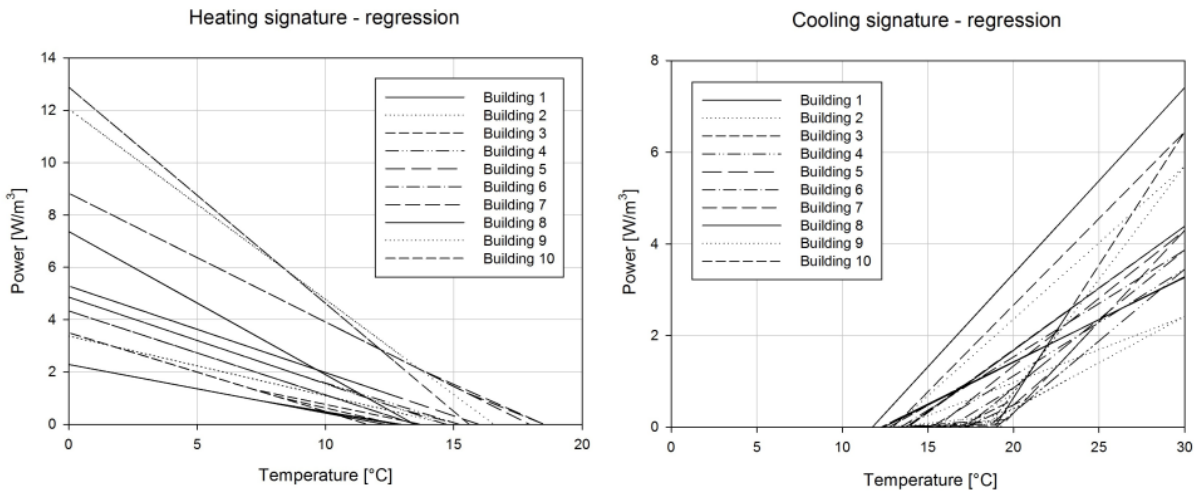 Heating signature - regression
14
12
10
8
6
4
2
0
Power [W/m³]
Building 1
Building 2
Building 3
Building 4
Building 5
Building 6
Building 7
Building 8
Building 9
Building 10
0 5 10 15 20
Temperature [°C]
Cooling signature - regression
8
6
4
2
0
Power [W/m³]
Building 1
Building 2
Building 3
Building 4
Building 5
Building 6
Building 7
Building 8
Building 9
Building 10
0 5 10 15 20 25 30
Temperature [°C]